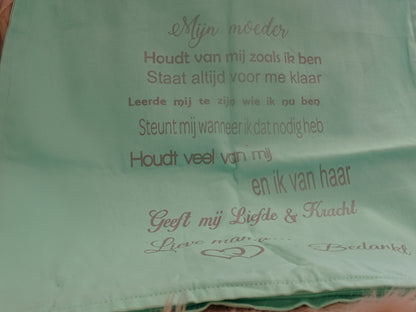 Mijn moeder
Houdt van mij zoals ik ben
Staat altijd voor me klaar
Leerde mij te zijn wie ik nu ben
Steunt mij wanneer ik dat nodig heb
Houdt veel van mij
en ik van haar
Geeft mij Liefde & Kracht
Lieve mama.... Bedankt